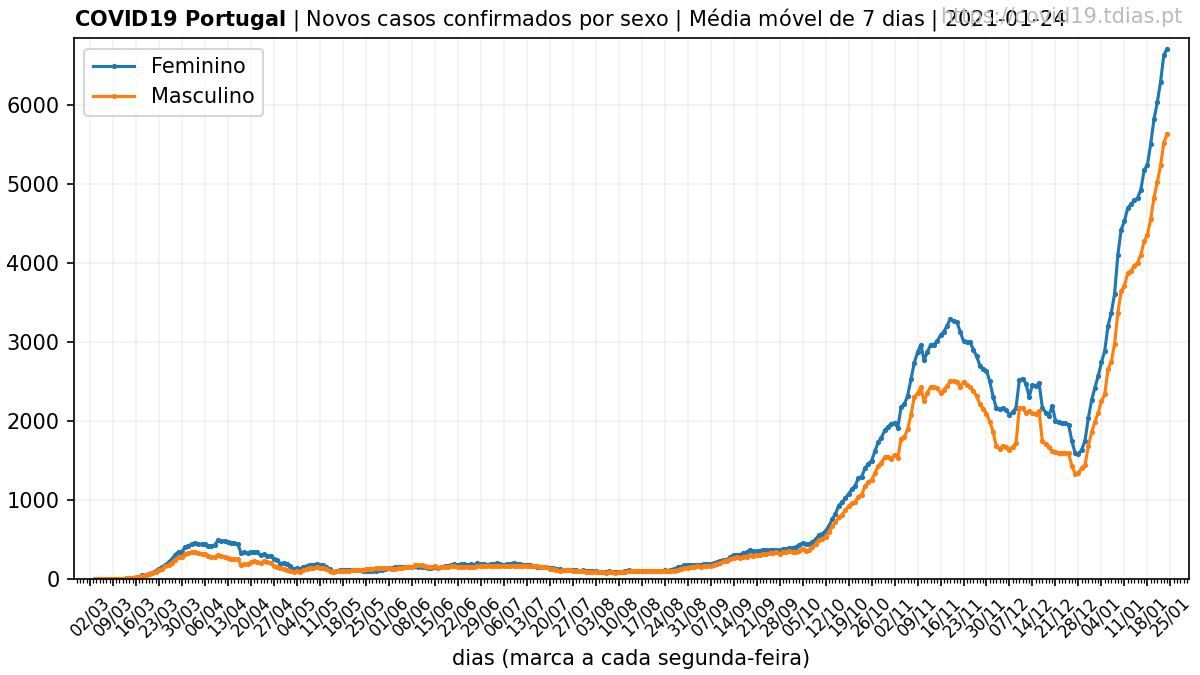 COVID19 Portugal | Novos casos confirmados por sexo | Média móvel de 7 dias | 2021-01-24
https://covid19.tdias.pt
Feminino
Masculino
6000
5000
4000
3000
2000
1000
0
02/03 09/03 16/03 23/03 30/03 06/04 13/04 20/04 27/04 04/05 11/05 18/05 25/05 01/06 08/06 15/06 22/06 29/06 06/07 13/07 20/07 27/07 03/08 10/08 17/08 24/08 31/08 07/09 14/09 21/09 28/09 05/10 12/10 19/10 26/10 02/11 09/11 16/11 23/11 30/11 07/12 14/12 21/12 28/01 04/01 11/01 18/01 25/01
dias (marca a cada segunda-feira)